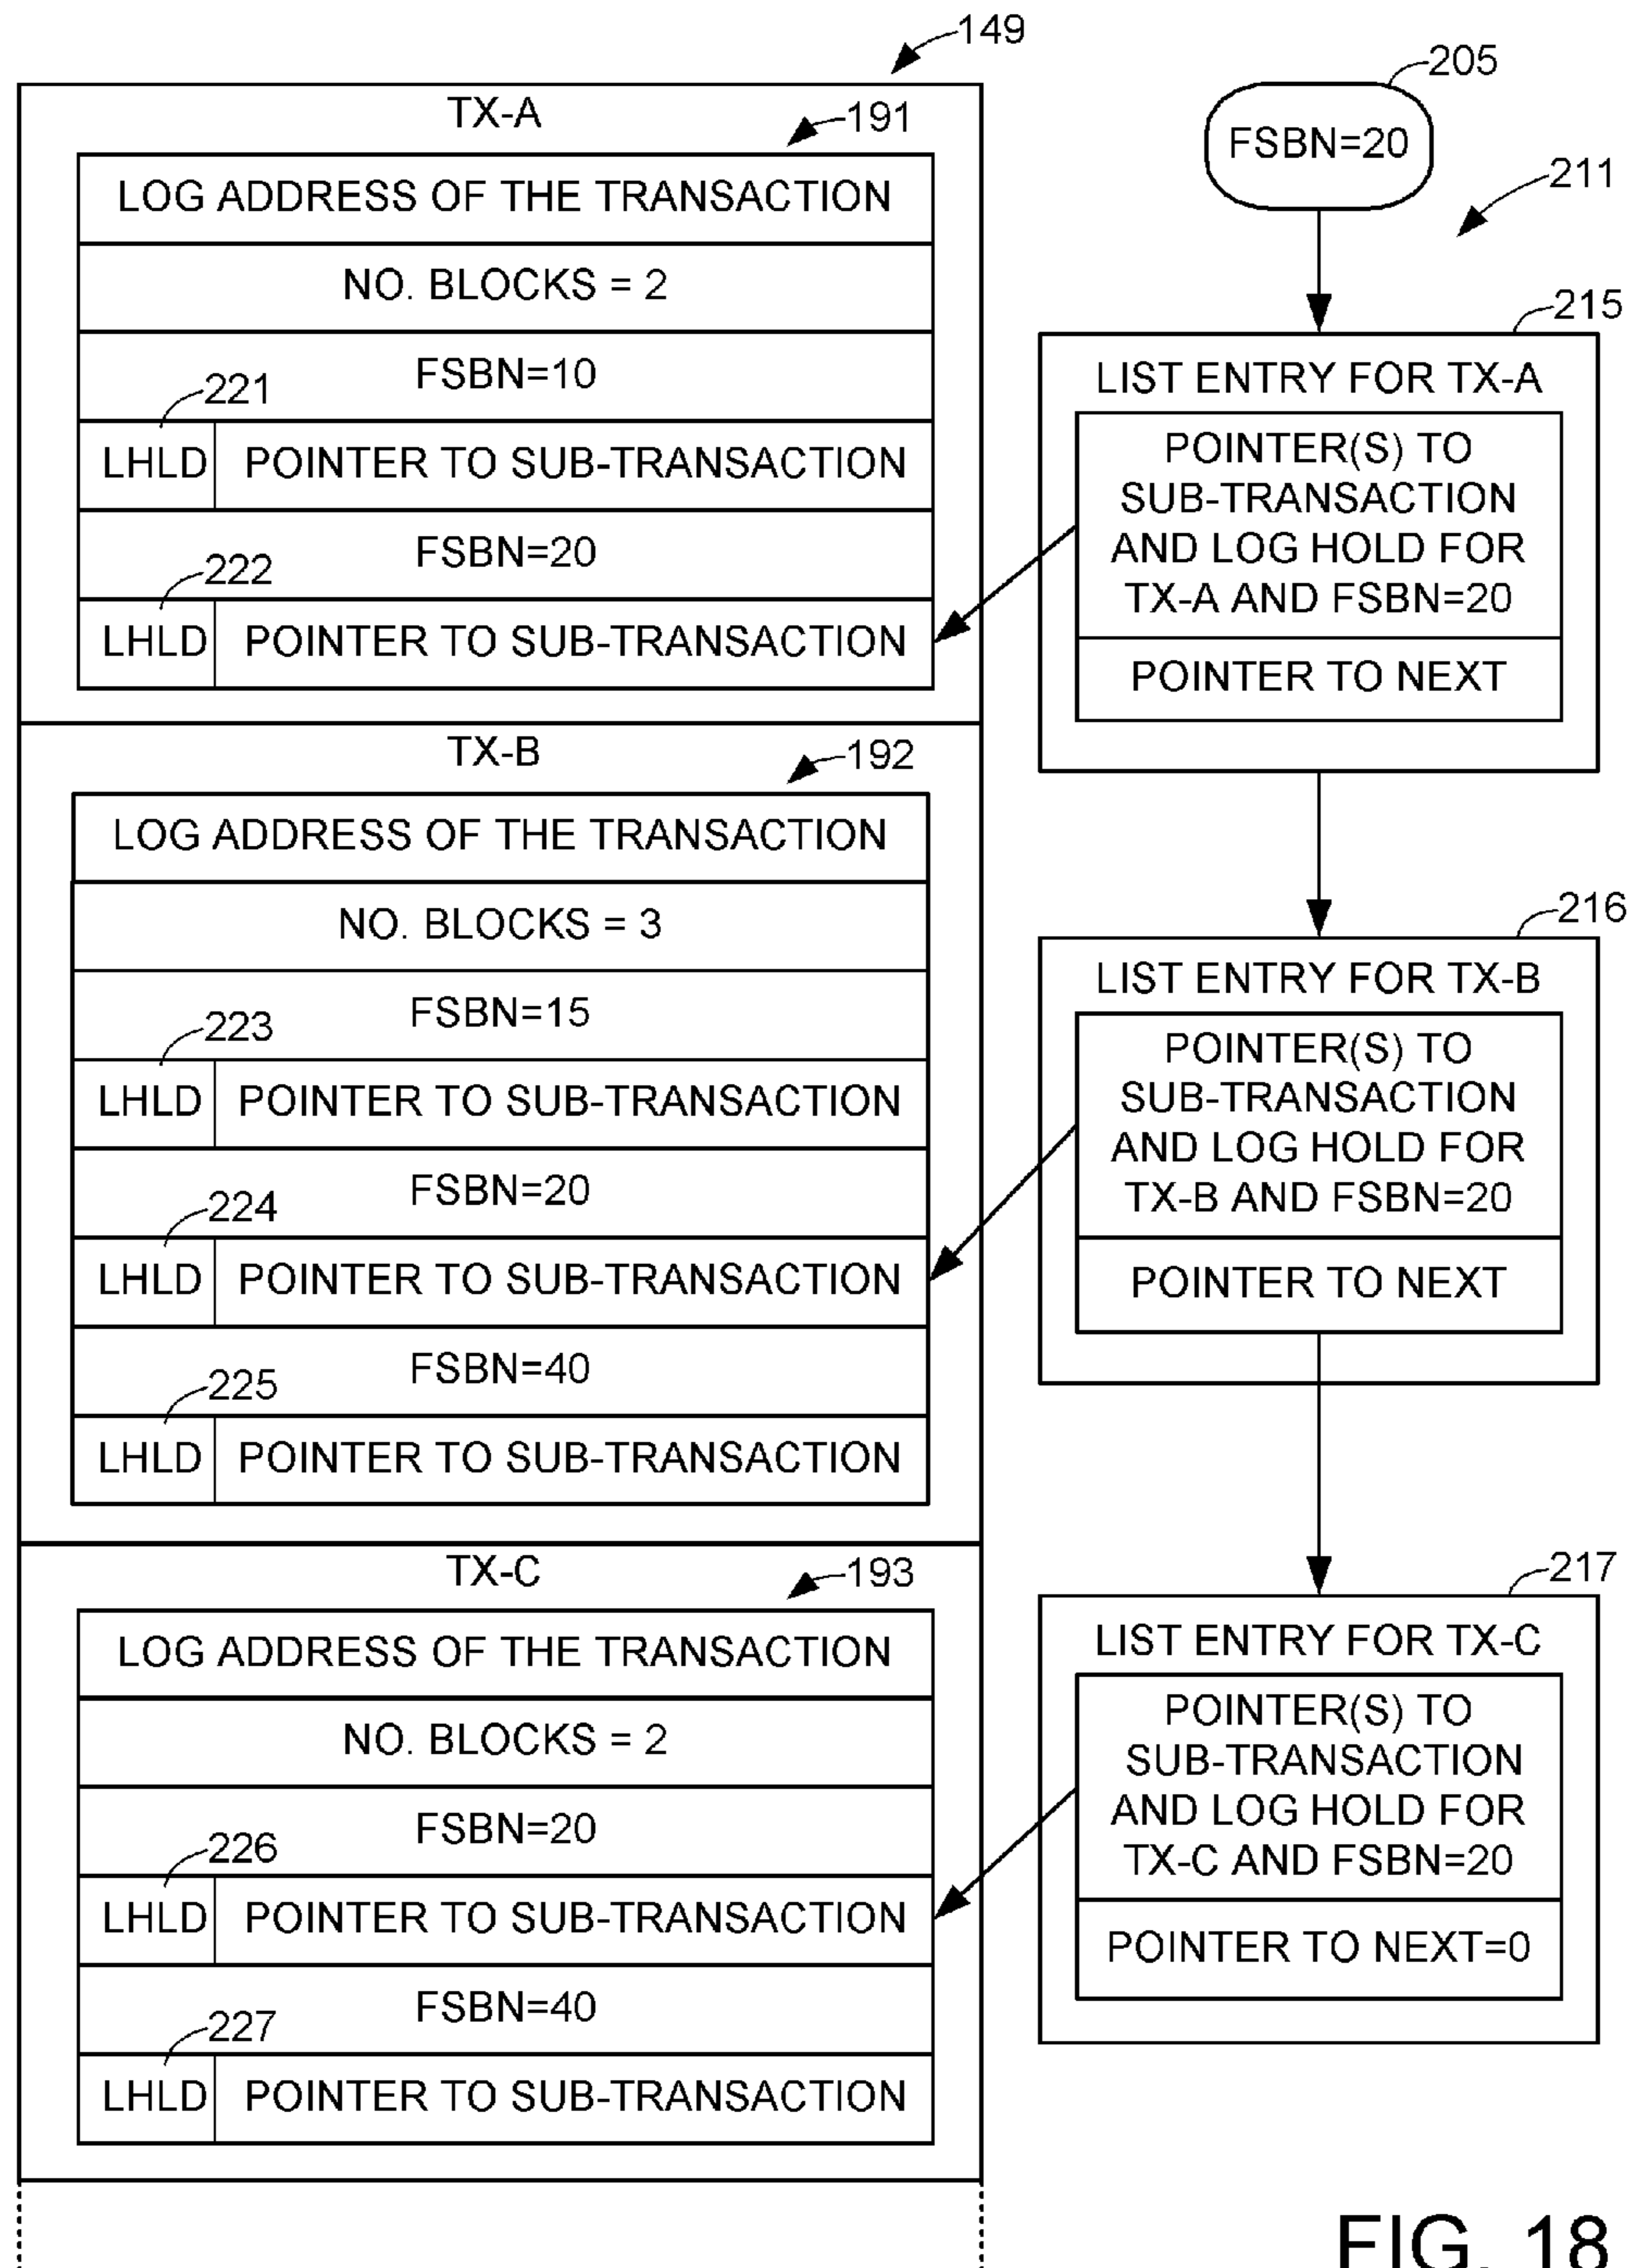 149
TX-A
191
LOG ADDRESS OF THE TRANSACTION
NO. BLOCKS = 2
FSBN=10
221
LHLD
POINTER TO SUB-TRANSACTION
FSBN=20
222
LHLD
POINTER TO SUB-TRANSACTION
TX-B
192
LOG ADDRESS OF THE TRANSACTION
NO. BLOCKS = 3
FSBN=15
223
LHLD
POINTER TO SUB-TRANSACTION
FSBN=20
224
LHLD
POINTER TO SUB-TRANSACTION
FSBN=40
225
LHLD
POINTER TO SUB-TRANSACTION
TX-C
193
LOG ADDRESS OF THE TRANSACTION
NO. BLOCKS = 2
FSBN=20
226
LHLD
POINTER TO SUB-TRANSACTION
FSBN=40
227
LHLD
POINTER TO SUB-TRANSACTION
205
FSBN=20
211
215
LIST ENTRY FOR TX-A
POINTER(S) TO
SUB-TRANSACTION
AND LOG HOLD FOR
TX-A AND FSBN=20
POINTER TO NEXT
216
LIST ENTRY FOR TX-B
POINTER(S) TO
SUB-TRANSACTION
AND LOG HOLD FOR
TX-B AND FSBN=20
POINTER TO NEXT
217
LIST ENTRY FOR TX-C
POINTER(S) TO
SUB-TRANSACTION
AND LOG HOLD FOR
TX-C AND FSBN=20
POINTER TO NEXT=0
FIG. 18